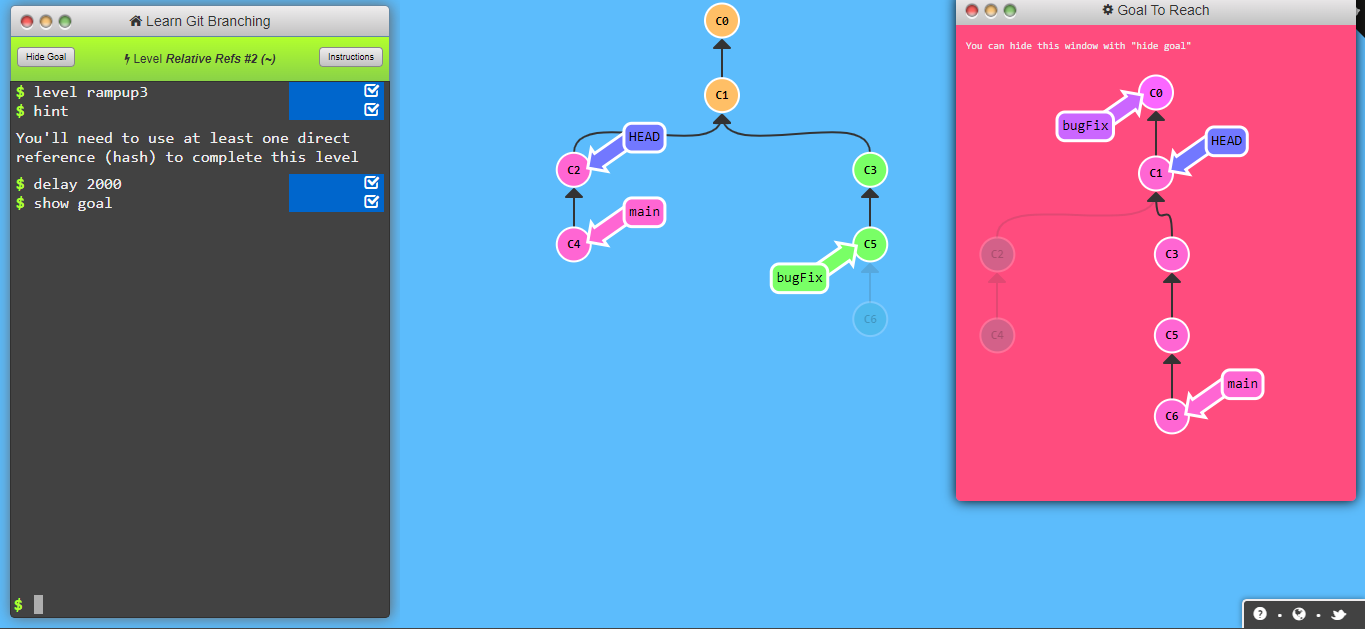 Learn Git Branching
Hide Goal
Level Relative Refs #2 (~)
Instructions
$ level rampup3
$ hint
You'll need to use at least one direct
reference (hash) to complete this level
$ delay 2000
$ show goal
$
C0
C1
HEAD
C2
C3
main
C4
C5
bugFix
C6
Goal To Reach
You can hide this window with "hide goal"
C0
bugFix
HEAD
C1
C2
C3
C4
C5
main
C6